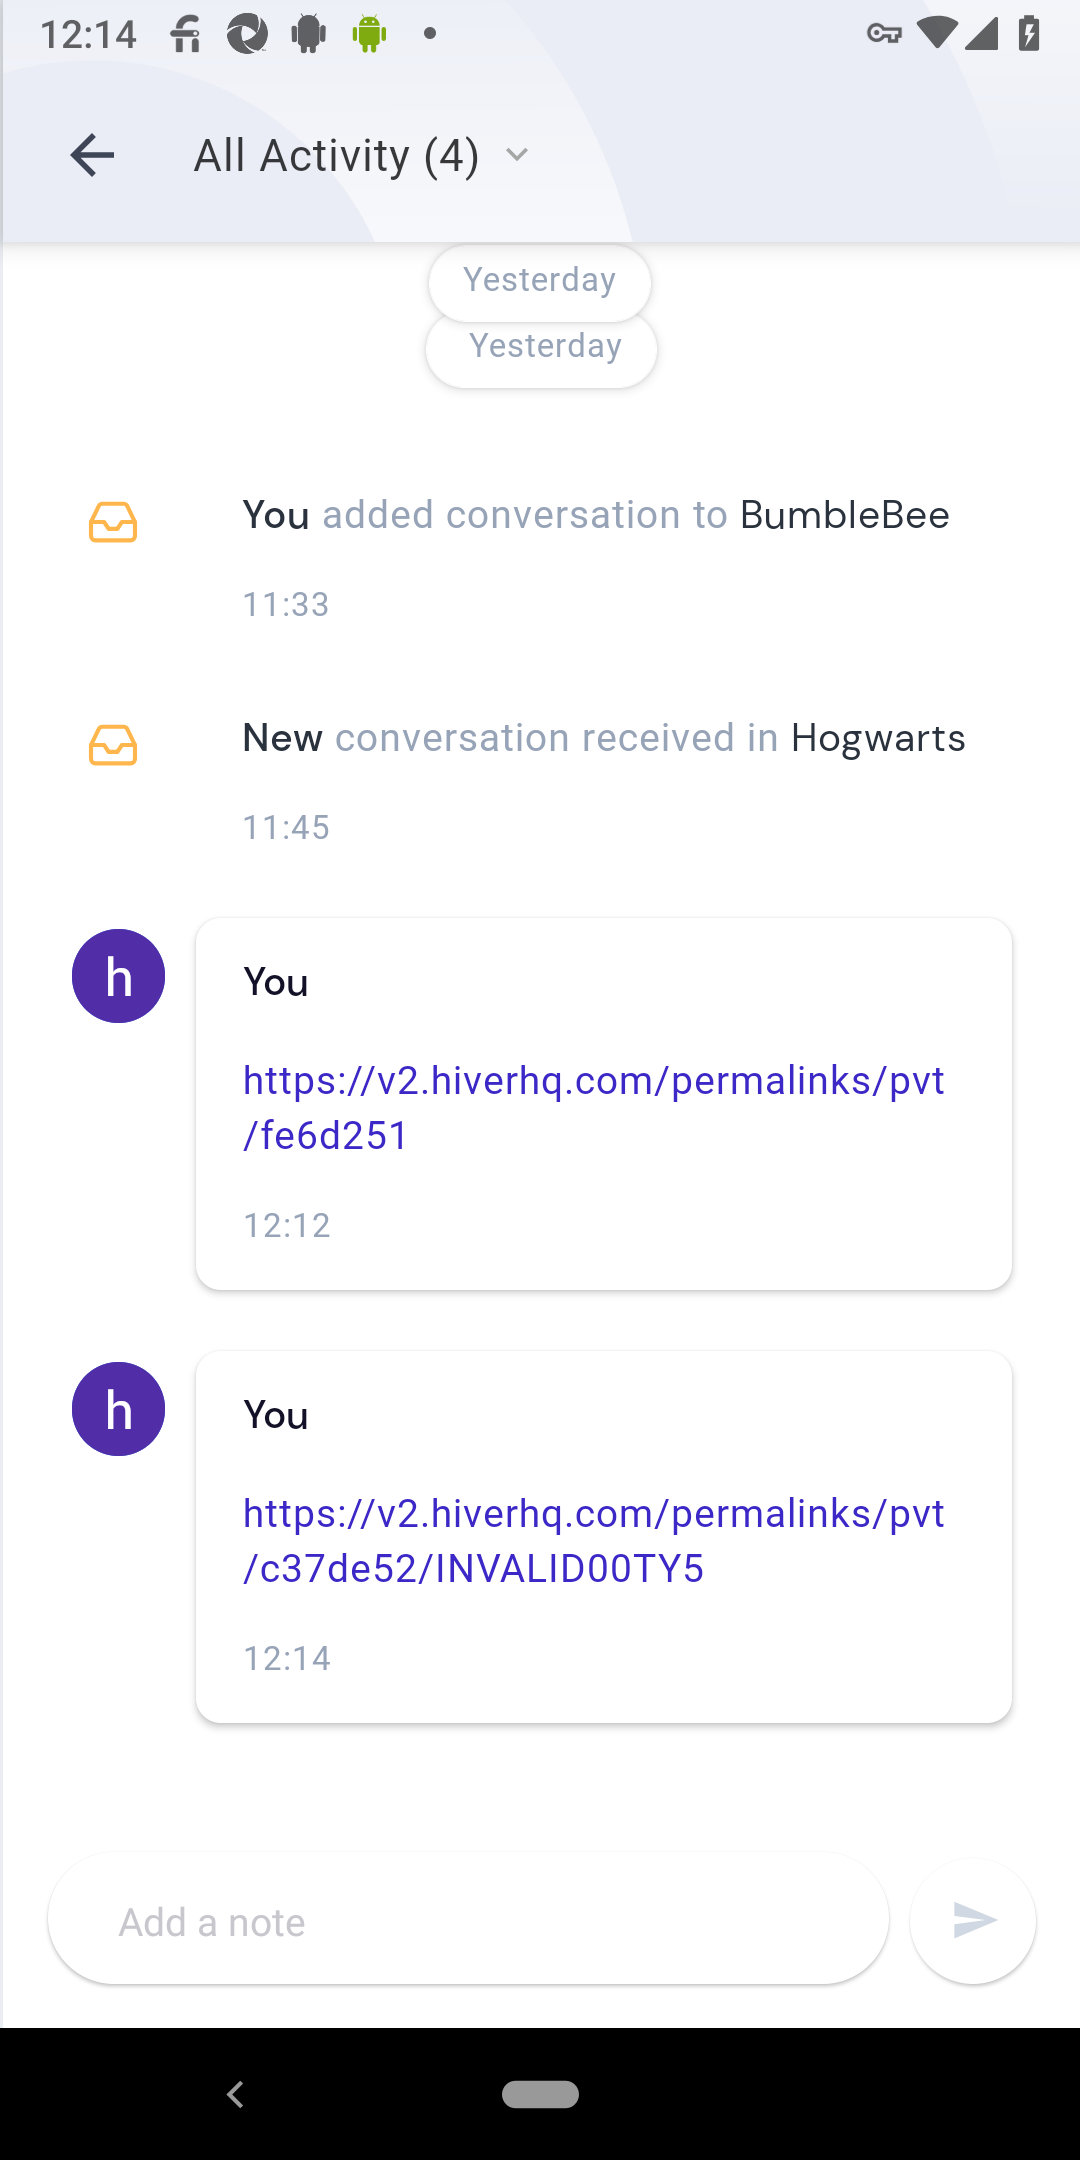 12:14
All Activity (4)
Yesterday
Yesterday
You added conversation to BumbleBee
11:33
New conversation received in Hogwarts
11:45
h
You
https://v2.hiverhq.com/permalinks/pvt
/fe6d251
12:12
h
You
https://v2.hiverhq.com/permalinks/pvt
/c37de52/INVALID00TY5
12:14
Add a note